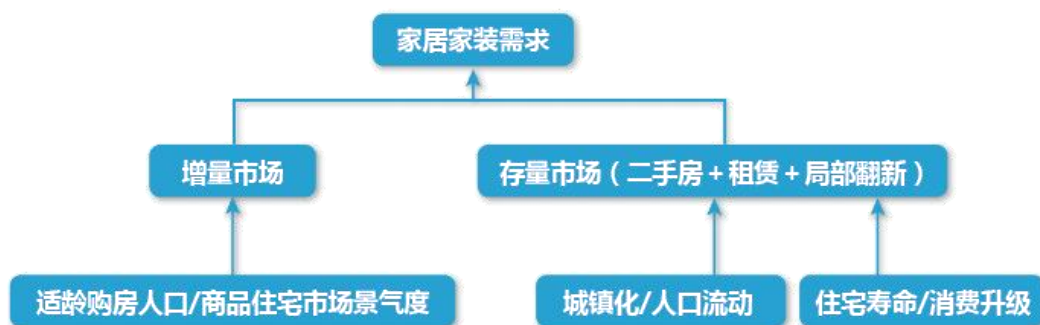 家居家装需求
增量市场
存量市场（二手房＋租赁＋局部翻新）
适龄购房人口/商品住宅市场景气度
城镇化/人口流动
住宅寿命/消费升级